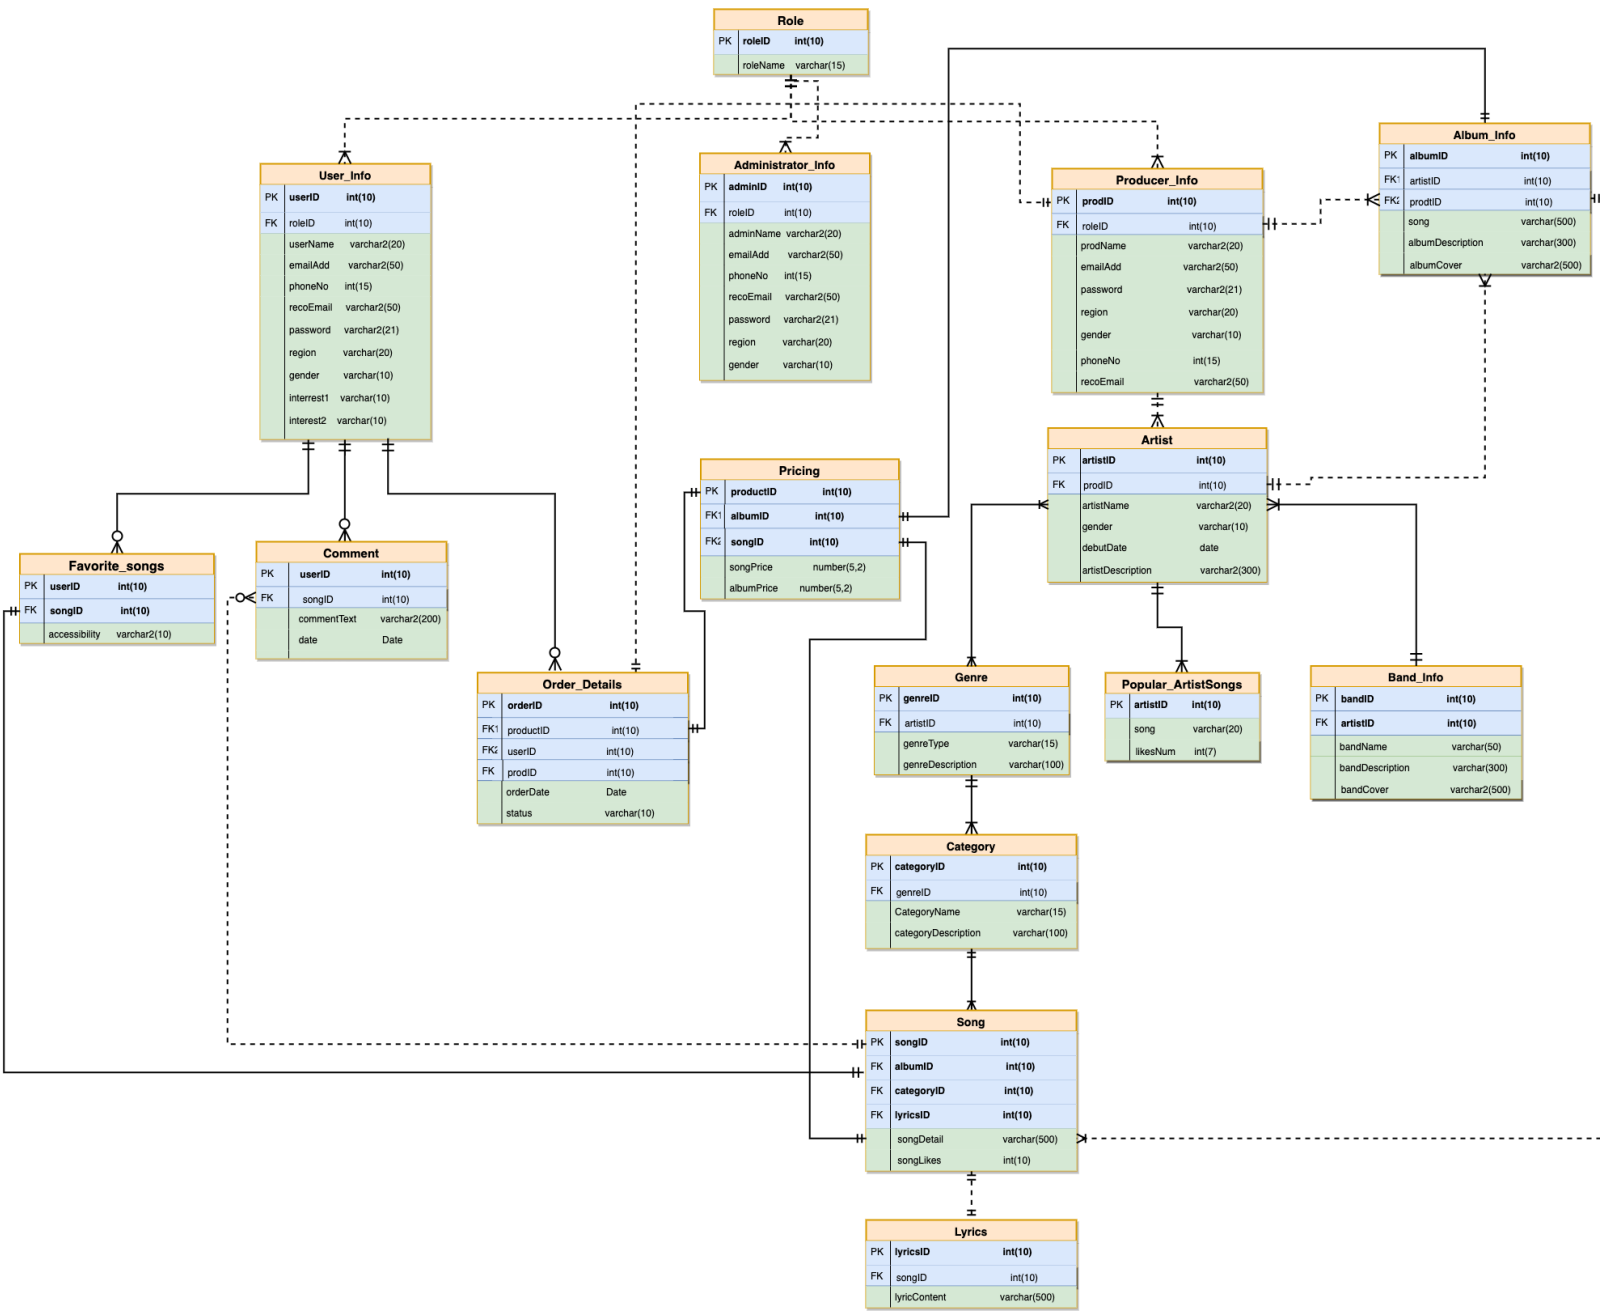 Role
PK roleID int(10)
roleName varchar(15)
User_Info
PK userID int(10)
FK roleID int(10)
userName varchar2(20)
emailAdd varchar2(50)
phoneNo int(15)
recoEmail varchar2(50)
password varchar2(21)
region varchar(20)
gender varchar(10)
interrest1 varchar(10)
interest2 varchar(10)
Administrator_Info
PK adminID int(10)
FK roleID int(10)
adminName varchar2(20)
emailAdd varchar2(50)
phoneNo int(15)
recoEmail varchar2(50)
password varchar2(21)
region varchar(20)
gender varchar(10)
Producer_Info
PK prodID int(10)
FK roleID int(10)
prodName varchar2(20)
emailAdd varchar2(50)
password varchar2(21)
region varchar(20)
gender varchar(10)
phoneNo int(15)
recoEmail varchar2(50)
Album_Info
PK albumID int(10)
FK1 artistID int(10)
FK2 prodtID int(10)
song varchar(500)
albumDescription varchar(300)
albumCover varchar2(500)
Pricing
PK productID int(10)
FK1 albumID int(10)
FK2 songID int(10)
songPrice number(5,2)
albumPrice number(5,2)
Artist
PK artistID int(10)
FK prodID int(10)
artistName varchar2(20)
gender varchar(10)
debutDate date
artistDescription varchar2(300)
Favorite_songs
PK userID int(10)
FK songID int(10)
accessibility varchar2(10)
Comment
PK userID int(10)
FK songID int(10)
commentText varchar2(200)
date Date
Order_Details
PK orderID int(10)
FK1 productID int(10)
FK2 userID int(10)
FK prodID int(10)
orderDate Date
status varchar(10)
Genre
PK genreID int(10)
FK artistID int(10)
genreType varchar(15)
genreDescription varchar(100)
Popular_ArtistSongs
PK artistID int(10)
song varchar(20)
likesNum int(7)
Band_Info
PK bandID int(10)
FK artistID int(10)
bandName varchar(50)
bandDescription varchar(300)
bandCover varchar2(500)
Category
PK categoryID int(10)
FK genreID int(10)
CategoryName varchar(15)
categoryDescription varchar(100)
Song
PK songID int(10)
FK albumID int(10)
FK categoryID int(10)
FK lyricsID int(10)
songDetail varchar(500)
songLikes int(10)
Lyrics
PK lyricsID int(10)
FK songID int(10)
lyricContent varchar(500)